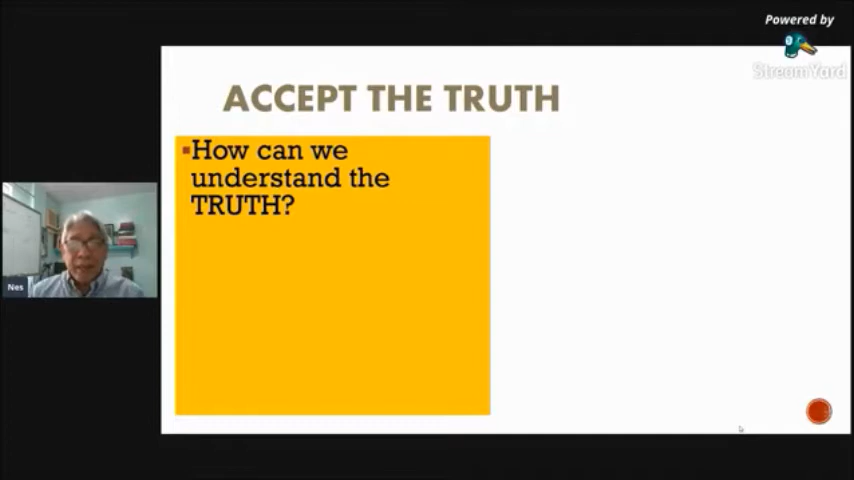 Powered by
StreamYard
ACCEPT THE TRUTH
How can we
understand the
TRUTH?
Nes